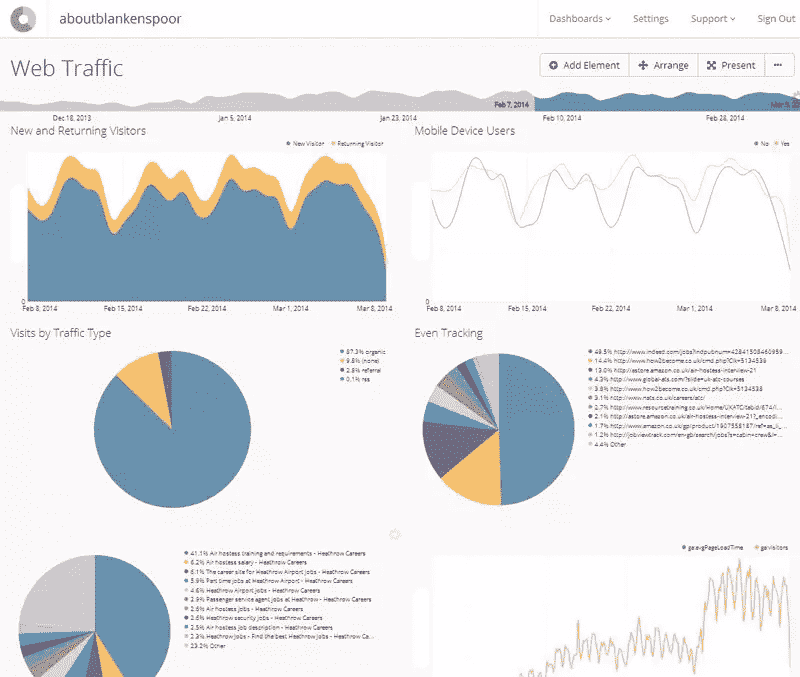 aboutblankenspoor
Dashboards
Settings
Support
Sign Out
Web Traffic
Add Element
Arrange
Present
Feb 7, 2014
Dec 18, 2013
Jan 5, 2014
Jan 23, 2014
Feb 10, 2014
Feb 28, 2014
New and Returning Visitors
New Visitor
Returning Visitor
0
Feb 8, 2014
Feb 15, 2014
Feb 22, 2014
Mar 1, 2014
Mar 8, 2014
Mobile Device Users
No
Yes
0
Feb 8, 2014
Feb 15, 2014
Feb 22, 2014
Mar 1, 2014
Mar 8, 2014
Visits by Traffic Type
87.3% organic
9.8% (none)
2.8% referral
0.1% rss
Even Tracking
49.5% http://www.indeed.com/jobs?indpubnum=42841508460959...
14.4% http://www.how2become.co.uk/cmd.php?Clk=5134536
13.0% http://astore.amazon.co.uk/air-hostess-interview-21
4.3% http://www.global-ats.com/?slide=uk-atc-courses
3.6% http://www.how2become.co.uk/cmd.php?Clk=5134538
3.1% http://www.nats.co.uk/careers/atc/
2.7% http://www.resourcetraining.co.uk/Home/UKATC/tabid/674/l...
2.1% http://astore.amazon.co.uk/air-hostess-interview-21?_encodi...
1.7% http://www.amazon.co.uk/gp/product/1907558187/ref=as_li_...
1.2% http://jobviewtrack.com/en-gb/search/jobs?s=cabin+crew&l=...
4.4% Other
41.1% Air hostess training and requirements - Heathrow Careers
6.2% Air hostess salary - Heathrow Careers
6.1% The career site for Heathrow Airport Jobs - Heathrow Careers
5.9% Part time jobs at Heathrow Airport - Heathrow Careers
4.6% Heathrow Airport Jobs - Heathrow Careers
2.9% Passenger service agent jobs at Heathrow - Heathrow Careers
2.6% Air hostess jobs - Heathrow Careers
2.6% Heathrow security jobs - Heathrow Careers
2.5% Air hostess job description - Heathrow Careers
2.3% Heathrow Jobs - Find the best Heathrow Jobs - Heathrow Ca...
23.2% Other
ga:avgPageLoadTime
ga:visitors